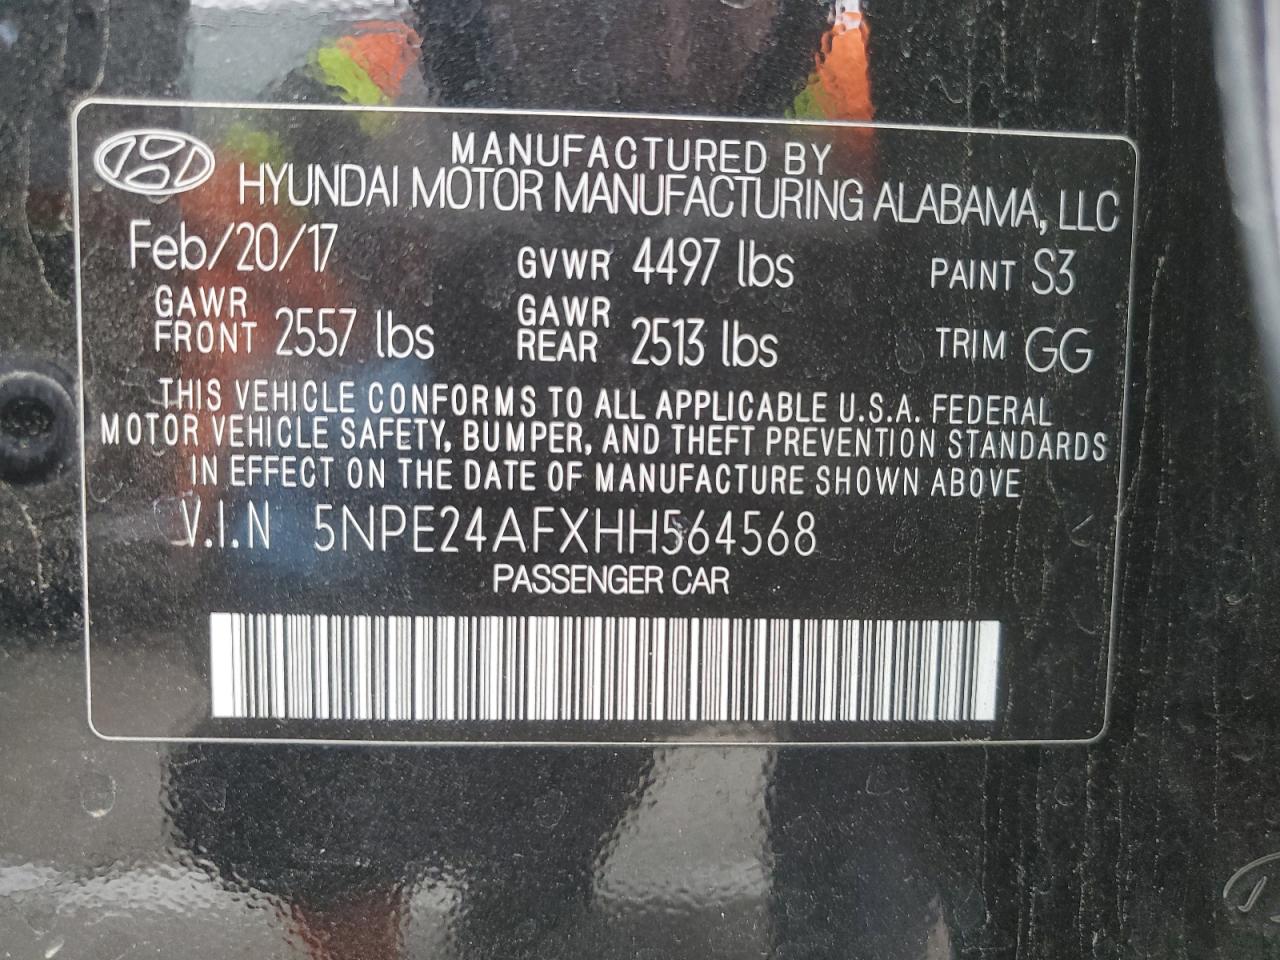 MANUFACTURED BY
HYUNDAI MOTOR MANUFACTURING ALABAMA, LLC
Feb/20/17 GVWR 4497 lbs PAINT S3
GAWR FRONT 2557 lbs GAWR REAR 2513 lbs TRIM GG
THIS VEHICLE CONFORMS TO ALL APPLICABLE U.S.A. FEDERAL
MOTOR VEHICLE SAFETY, BUMPER, AND THEFT PREVENTION STANDARDS
IN EFFECT ON THE DATE OF MANUFACTURE SHOWN ABOVE
V.I.N 5NPE24AFXHH564568
PASSENGER CAR